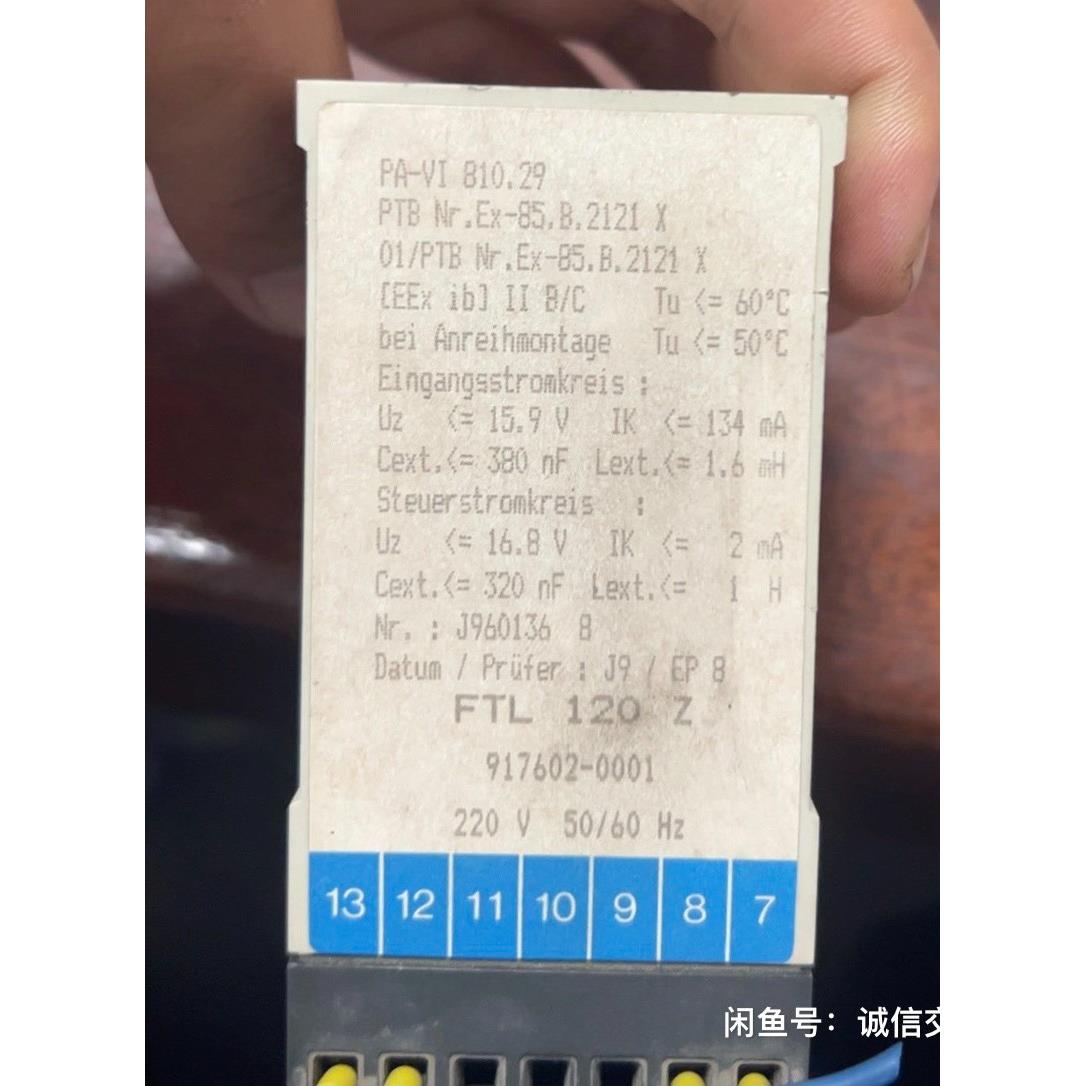 PA-VI 810.29
PTB Nr.Ex-85.B.2121 X
01/PTB Nr.Ex-85.B.2121 X
[EEx ib] II B/C Tu <= 60°C
bei Anreihmontage Tu <= 50°C
Eingangsstromkreis :
Uz <= 15.9 V IK <= 134 mA
Cext.<= 380 nF Lext.<= 1.6 mH
Steuerstromkreis :
Uz <= 16.8 V IK <= 2 mA
Cext.<= 320 nF Lext.<= 1 H
Nr. : J960136 8
Datum / Prüfer : J9 / EP 8
FTL 120 Z
917602-0001
220 V 50/60 Hz
13 12 11 10 9 8 7
闲鱼号：诚信交